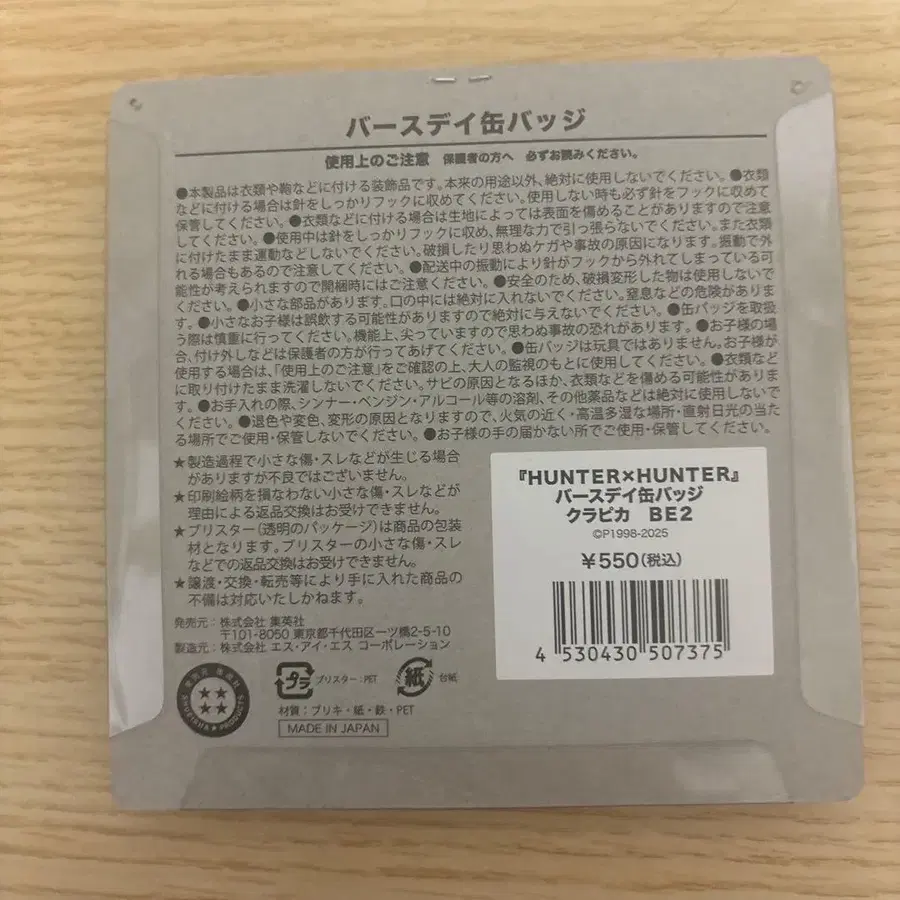 バースデイ缶バッジ
使用上のご注意 保護者の方へ 必ずお読みください。
●本製品は衣類や鞄などに付ける装飾品です。本来の用途以外、絶対に使用しないでください。●衣類
などに付ける場合は針をしっかりフックに収めてください。使用しない時も必ず針をフックに収めて
保管してください。●衣類などに付ける場合は生地によっては表面を傷めることがありますので注意
してください。●使用中は針をしっかりフックに収め、無理な力で引っ張らないでください。また衣類
に付けたまま運動などしないでください。破損したり思わぬケガや事故の原因になります。振動で外
れる場合もあるので注意してください。●配送中の振動により針がフックから外れてしまっている可
能性が考えられますので開梱時にはご注意ください。●安全のため、破損変形した物は使用しないで
ください。●小さな部品があります。口の中には絶対に入れないでください。窒息などの危険がありま
す。●小さなお子様は誤飲する可能性がありますので絶対に与えないでください。●缶バッジを取扱
う際は慎重に行ってください。機能上、尖っていますので思わぬ事故の恐れがあります。●お子様の場
合、付け外しなどは保護者の方が行ってあげてください。●缶バッジは玩具ではありません。お子様が
使用する場合は、「使用上のご注意」をご確認の上、大人の監視のもとに使用してください。●衣類など
に取り付けたまま洗濯しないでください。サビの原因となるほか、衣類などを傷める可能性がありま
す。●お手入れの際、シンナー・ベンジン・アルコール等の溶剤、その他薬品などは絶対に使用しないで
ください。●退色や変色、変形の原因となりますので、火気の近く・高温多湿な場所・直射日光の当た
る場所でご使用・保管しないでください。●お子様の手の届かない所でご使用・保管してください。
★製造過程で小さな傷・スレなどが生じる場合
がありますが不良ではございません。
★印刷絵柄を損なわない小さな傷・スレなどが
理由による返品交換はお受けできません。
★ブリスター(透明のパッケージ)は商品の包装
材となります。ブリスターの小さな傷・スレ
などでの返品交換はお受けできません。
★譲渡・交換・転売等により手に入れた商品の
不備は対応いたしかねます。
発売元:株式会社 集英社
〒101-8050 東京都千代田区一ツ橋2-5-10
製造元:株式会社 エス・アイ・エス コーポレーション
プラ
ブリスター:PET
紙
台紙
材質:ブリキ・紙・鉄・PET
MADE IN JAPAN
SHUEISHA PRODUCTS
『HUNTER×HUNTER』
バースデイ缶バッジ
クラピカ BE2
©P1998-2025
¥550(税込)
4 530430 507375